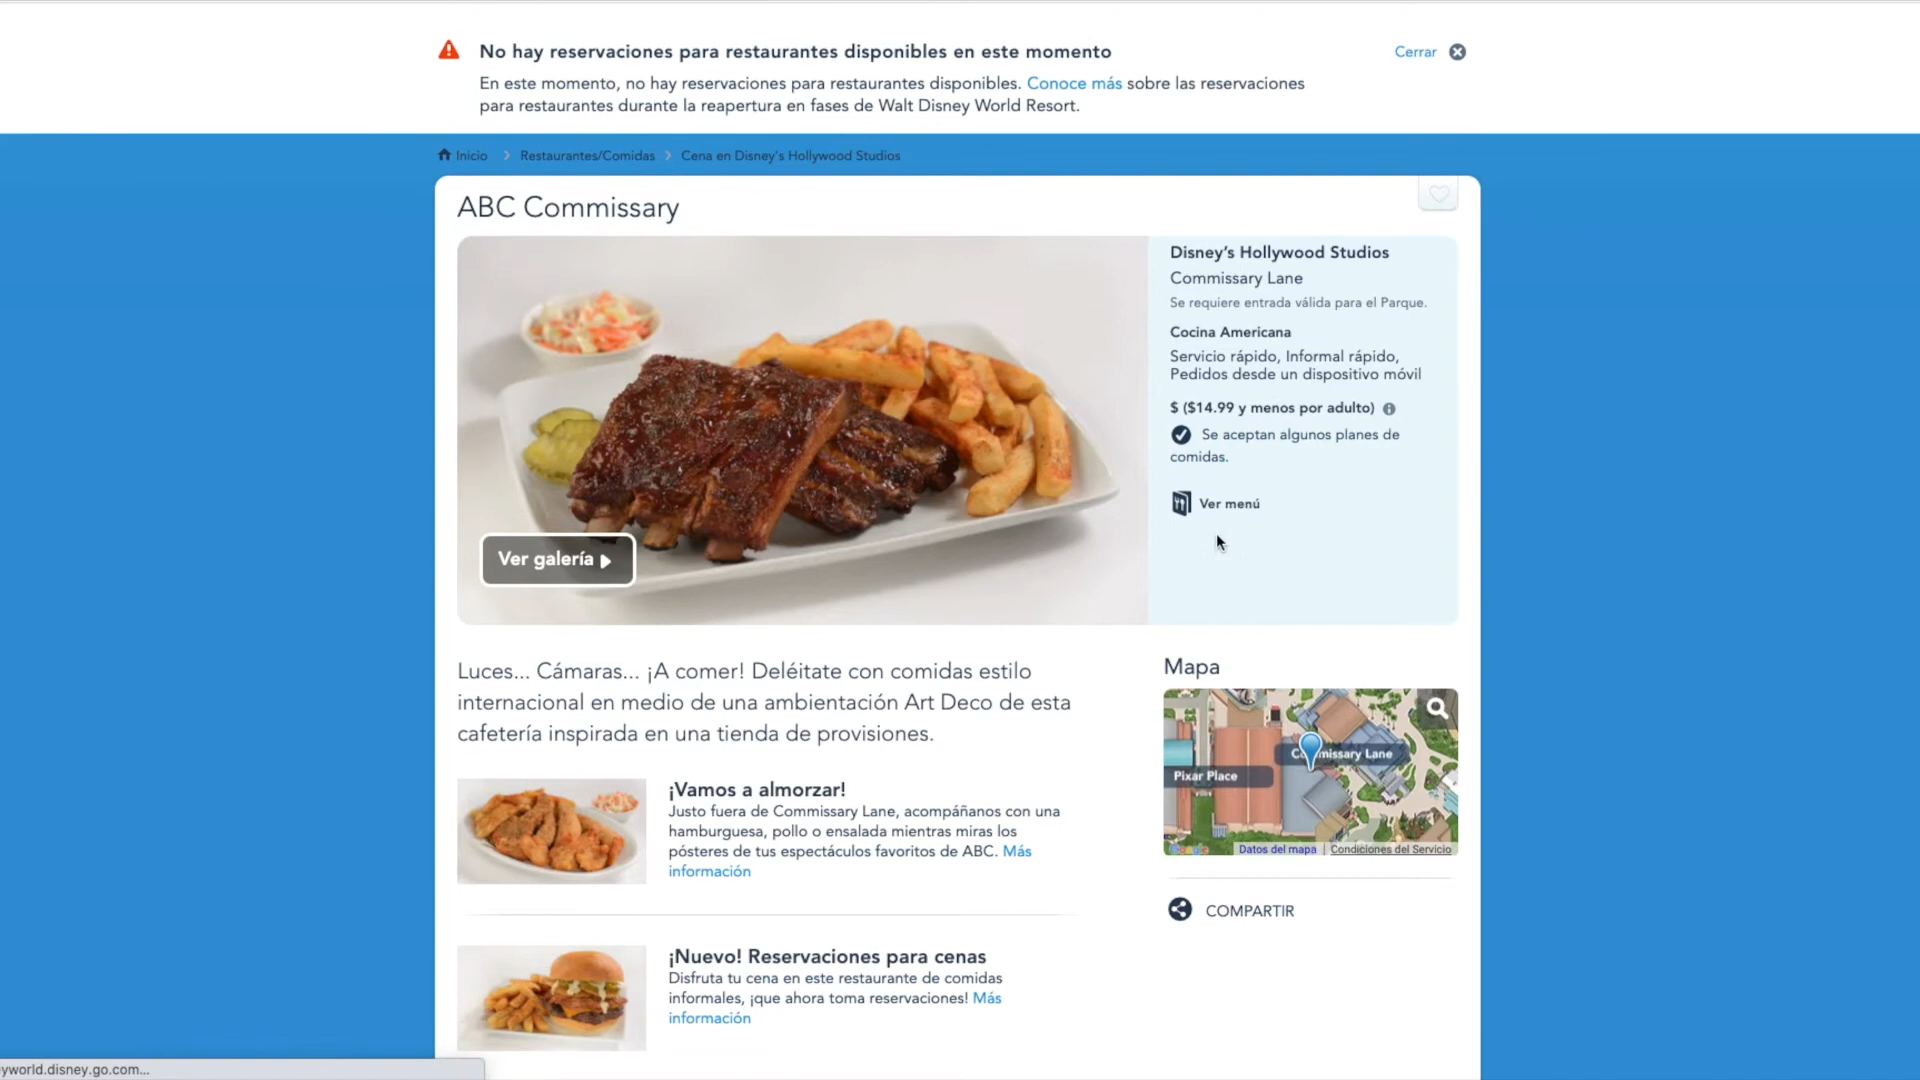 No hay reservaciones para restaurantes disponibles en este momento
Cerrar
En este momento, no hay reservaciones para restaurantes disponibles. Conoce más sobre las reservaciones
para restaurantes durante la reapertura en fases de Walt Disney World Resort.
Inicio
Restaurantes/Comidas
Cena en Disney's Hollywood Studios
ABC Commissary
Disney's Hollywood Studios
Commissary Lane
Se requiere entrada válida para el Parque.
Cocina Americana
Servicio rápido, Informal rápido,
Pedidos desde un dispositivo móvil
$ ($14.99 y menos por adulto)
Se aceptan algunos planes de
comidas.
Ver menú
Ver galería
Luces... Cámaras... ¡A comer! Deléitate con comidas estilo
internacional en medio de una ambientación Art Deco de esta
cafetería inspirada en una tienda de provisiones.
Mapa
Commissary Lane
Pixar Place
Google
Datos del mapa
Condiciones del Servicio
COMPARTIR
¡Vamos a almorzar!
Justo fuera de Commissary Lane, acompáñanos con una
hamburguesa, pollo o ensalada mientras miras los
pósteres de tus espectáculos favoritos de ABC. Más
información
¡Nuevo! Reservaciones para cenas
Disfruta tu cena en este restaurante de comidas
informales, ¡que ahora toma reservaciones! Más
información
yworld.disney.go.com...